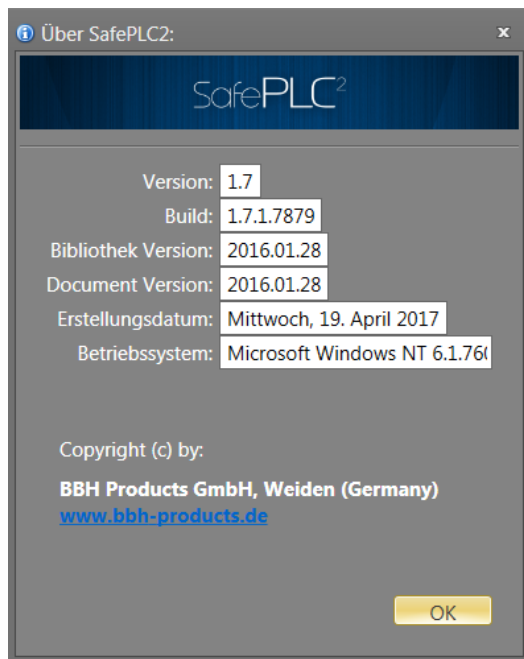 Über SafePLC2:
SafePLC²
Version: 1.7
Build: 1.7.1.7879
Bibliothek Version: 2016.01.28
Document Version: 2016.01.28
Erstellungsdatum: Mittwoch, 19. April 2017
Betriebssystem: Microsoft Windows NT 6.1.760
Copyright (c) by:
BBH Products GmbH, Weiden (Germany)
www.bbh-products.de
OK